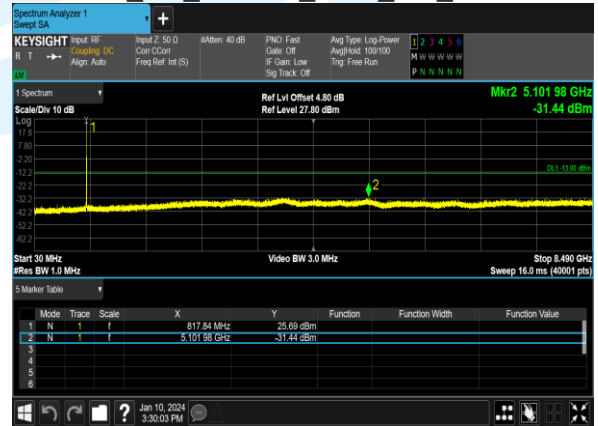 Spectrum Analyzer 1
Swept SA
KEYSIGHT Input: RF Input Z: 50 Ω #Atten: 40 dB PNO: Fast Avg Type: Log-Power 1 2 3 4 5 6
R T Coupling: DC Corr CCorr Gate: Off Avg|Hold: 100/100 M W W W W W
Align: Auto Freq Ref: Int (S) IF Gain: Low Trig: Free Run
Sig Track: Off P N N N N N
LXI
1 Spectrum Ref Lvl Offset 4.80 dB Mkr2 5.101 98 GHz
Scale/Div 10 dB Ref Level 27.80 dBm -31.44 dBm
Log
17.8
7.80
-2.20
-12.2
-22.2
-32.2
-42.2
-52.2
-62.2
1
DL1 -13.00 dBm
2
Start 30 MHz Video BW 3.0 MHz Stop 8.490 GHz
#Res BW 1.0 MHz Sweep 16.0 ms (40001 pts)
5 Marker Table
Mode Trace Scale X Y Function Function Width Function Value
1 N 1 f 817.84 MHz 25.69 dBm
2 N 1 f 5.101 98 GHz -31.44 dBm
3
4
5
6
? Jan 10, 2024
3:30:03 PM